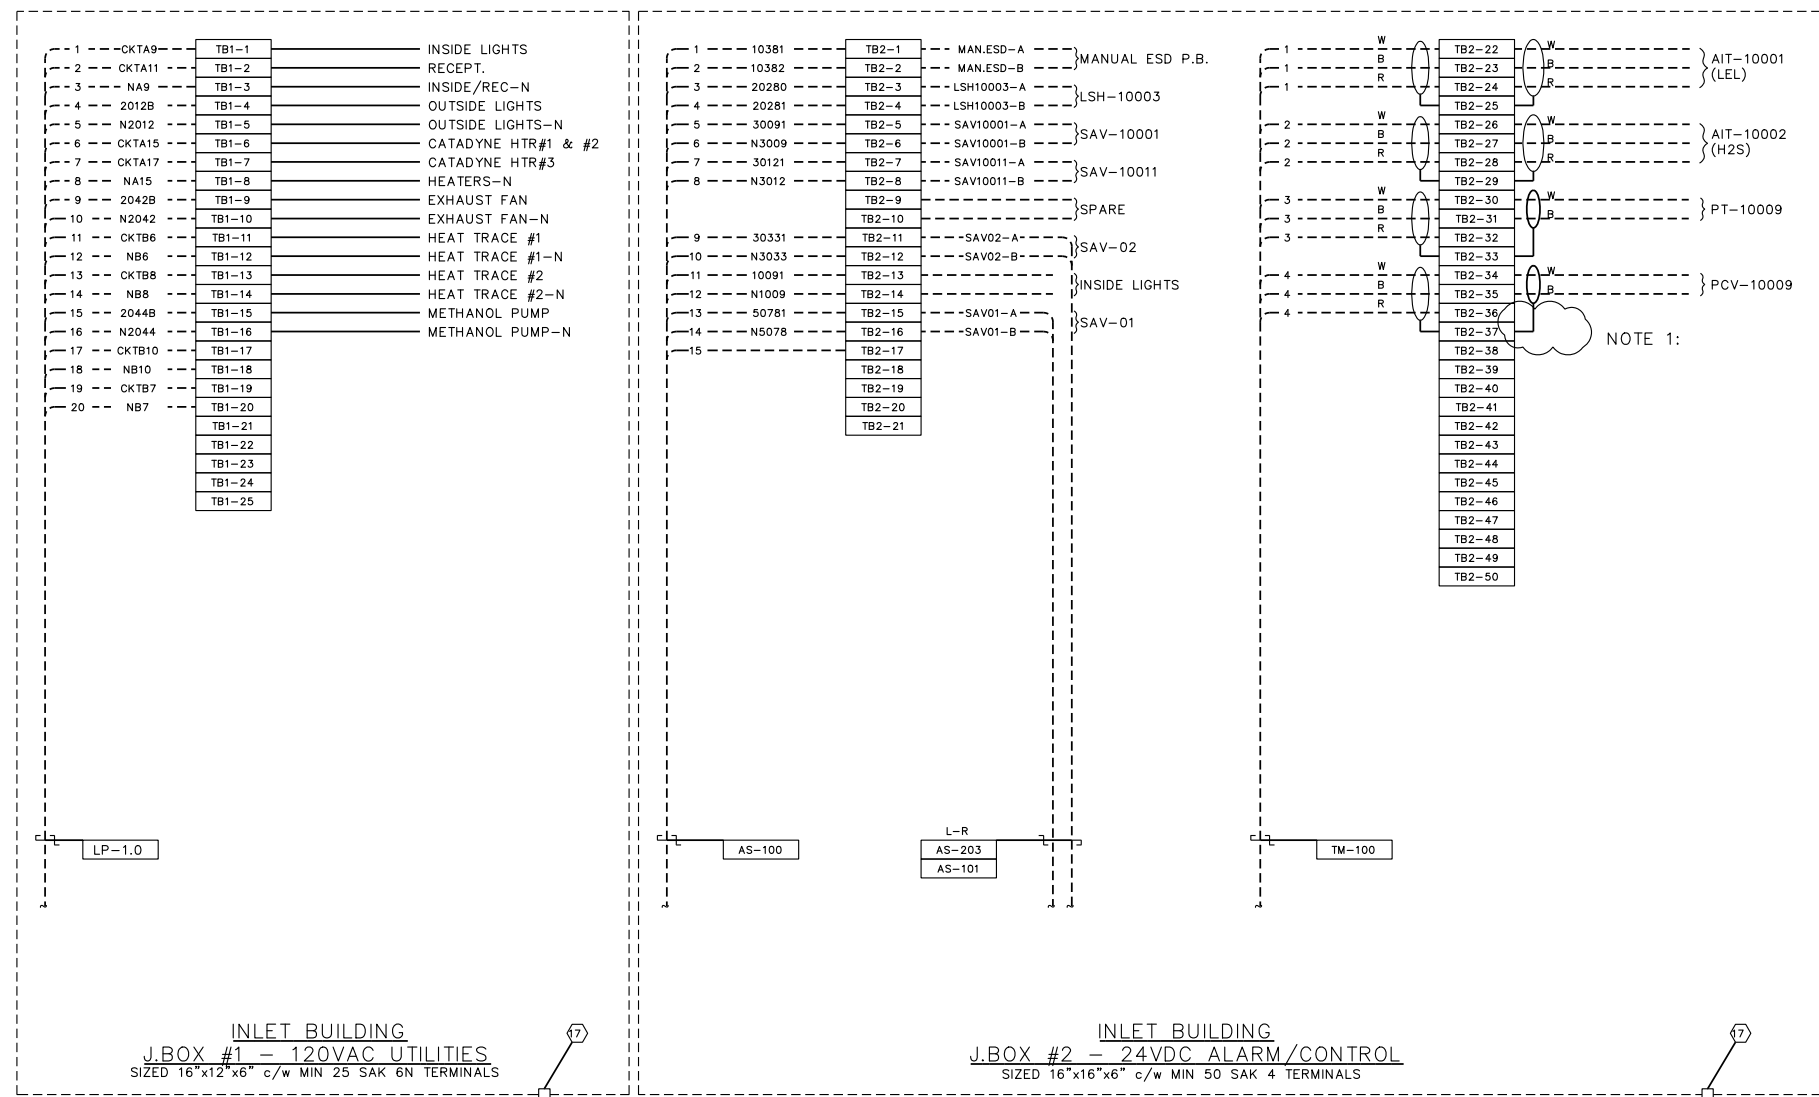 1 CKTA9 TB1-1 INSIDE LIGHTS
2 CKTA11 TB1-2 RECEPT.
3 NA9 TB1-3 INSIDE/REC-N
4 2012B TB1-4 OUTSIDE LIGHTS
5 N2012 TB1-5 OUTSIDE LIGHTS-N
6 CKTA15 TB1-6 CATADYNE HTR#1 & #2
7 CKTA17 TB1-7 CATADYNE HTR#3
8 NA15 TB1-8 HEATERS-N
9 2042B TB1-9 EXHAUST FAN
10 N2042 TB1-10 EXHAUST FAN-N
11 CKTB6 TB1-11 HEAT TRACE #1
12 NB6 TB1-12 HEAT TRACE #1-N
13 CKTB8 TB1-13 HEAT TRACE #2
14 NB8 TB1-14 HEAT TRACE #2-N
15 2044B TB1-15 METHANOL PUMP
16 N2044 TB1-16 METHANOL PUMP-N
17 CKTB10 TB1-17
18 NB10 TB1-18
19 CKTB7 TB1-19
20 NB7 TB1-20
TB1-21
TB1-22
TB1-23
TB1-24
TB1-25
LP-1.0
INLET BUILDING
J.BOX #1 - 120VAC UTILITIES
SIZED 16"x12"x6" c/w MIN 25 SAK 6N TERMINALS
17
1 10381 TB2-1 MAN.ESD-A
MANUAL ESD P.B.
2 10382 TB2-2 MAN.ESD-B
3 20280 TB2-3 LSH10003-A
LSH-10003
4 20281 TB2-4 LSH10003-B
5 30091 TB2-5 SAV10001-A
SAV-10001
6 N3009 TB2-6 SAV10001-B
7 30121 TB2-7 SAV10011-A
SAV-10011
8 N3012 TB2-8 SAV10011-B
TB2-9
SPARE
TB2-10
9 30331 TB2-11 SAV02-A
SAV-02
10 N3033 TB2-12 SAV02-B
11 10091 TB2-13
INSIDE LIGHTS
12 N1009 TB2-14
13 50781 TB2-15 SAV01-A
SAV-01
14 N5078 TB2-16 SAV01-B
15 TB2-17
TB2-18
TB2-19
TB2-20
TB2-21
AS-100
L-R
AS-203
AS-101
1 W TB2-22 W
AIT-10001
1 B TB2-23 B
(LEL)
1 R TB2-24 R
TB2-25
2 W TB2-26 W
AIT-10002
2 B TB2-27 B
(H2S)
2 R TB2-28 R
TB2-29
3 W TB2-30 W
PT-10009
3 B TB2-31 B
3 R TB2-32
TB2-33
4 W TB2-34 W
PCV-10009
4 B TB2-35 B
4 R TB2-36
TB2-37
NOTE 1:
TB2-38
TB2-39
TB2-40
TB2-41
TB2-42
TB2-43
TB2-44
TB2-45
TB2-46
TB2-47
TB2-48
TB2-49
TB2-50
TM-100
INLET BUILDING
J.BOX #2 - 24VDC ALARM/CONTROL
SIZED 16"x16"x6" c/w MIN 50 SAK 4 TERMINALS
17